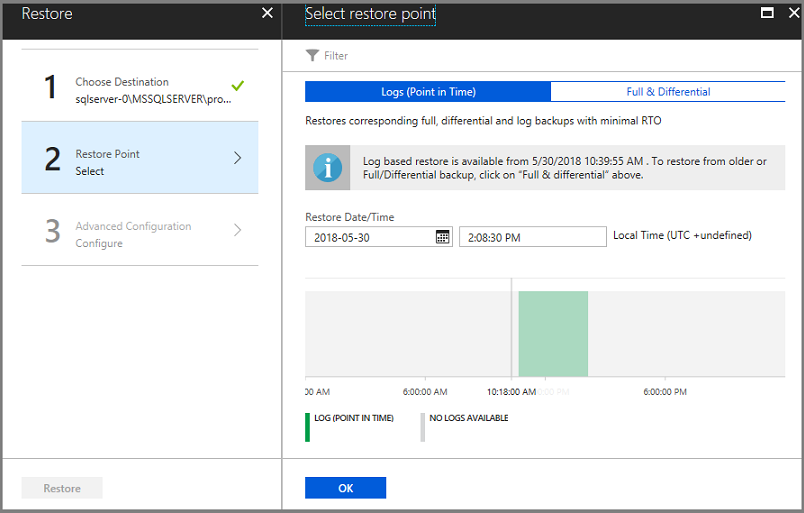 Restore
1
Choose Destination
sqlserver-0\MSSQLSERVER\pro...
2
Restore Point
Select
3
Advanced Configuration
Configure
Restore
Select restore point
Filter
Logs (Point in Time)
Full & Differential
Restores corresponding full, differential and log backups with minimal RTO
Log based restore is available from 5/30/2018 10:39:55 AM . To restore from older or
Full/Differential backup, click on "Full & differential" above.
Restore Date/Time
2018-05-30
2:08:30 PM
Local Time (UTC +undefined)
:00 AM
6:00:00 AM
10:18:00 AM
6:00:00 PM
LOG (POINT IN TIME)
NO LOGS AVAILABLE
OK